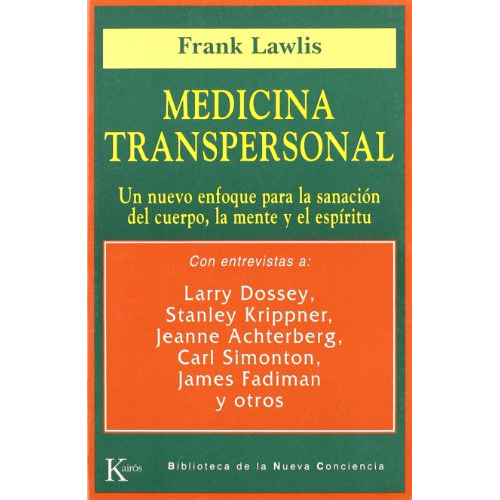 Frank Lawlis
MEDICINA
TRANSPERSONAL
Un nuevo enfoque para la sanación
del cuerpo, la mente y el espíritu
Con entrevistas a:
Larry Dossey,
Stanley Krippner,
Jeanne Achterberg,
Carl Simonton,
James Fadiman
y otros
Kairós
Biblioteca de la Nueva Conciencia